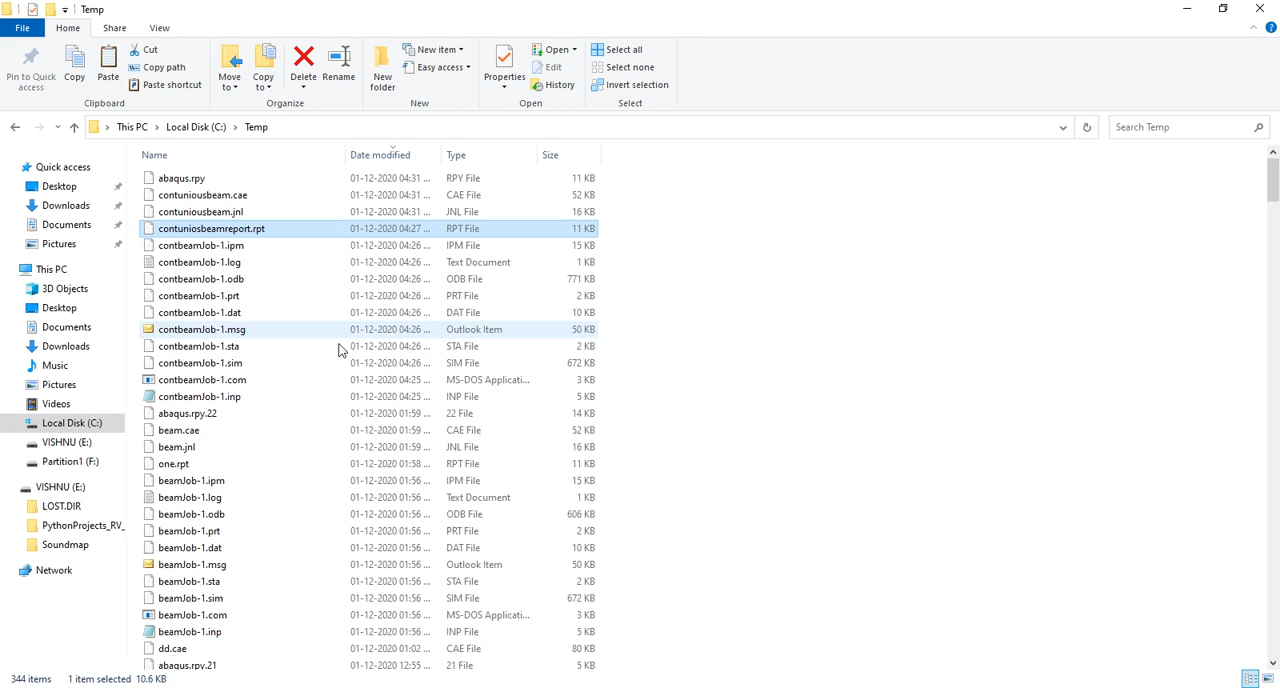 Temp
File Home Share View
Pin to Quick access
Copy
Paste
Cut
Copy path
Paste shortcut
Clipboard
Move to
Copy to
Delete
Rename
Organize
New folder
New item
Easy access
New
Properties
Open
Edit
History
Open
Select all
Select none
Invert selection
Select
This PC Local Disk (C:) Temp
Search Temp
Quick access
Desktop
Downloads
Documents
Pictures
This PC
3D Objects
Desktop
Documents
Downloads
Music
Pictures
Videos
Local Disk (C:)
VISHNU (E:)
Partition1 (F:)
VISHNU (E:)
LOST.DIR
PythonProjects_RV_
Soundmap
Network
Name Date modified Type Size
abaqus.rpy 01-12-2020 04:31 ... RPY File 11 KB
contuniousbeam.cae 01-12-2020 04:31 ... CAE File 52 KB
contuniousbeam.jnl 01-12-2020 04:31 ... JNL File 16 KB
contuniosbeamreport.rpt 01-12-2020 04:27 ... RPT File 11 KB
contbeamJob-1.ipm 01-12-2020 04:26 ... IPM File 15 KB
contbeamJob-1.log 01-12-2020 04:26 ... Text Document 1 KB
contbeamJob-1.odb 01-12-2020 04:26 ... ODB File 771 KB
contbeamJob-1.prt 01-12-2020 04:26 ... PRT File 2 KB
contbeamJob-1.dat 01-12-2020 04:26 ... DAT File 10 KB
contbeamJob-1.msg 01-12-2020 04:26 ... Outlook Item 50 KB
contbeamJob-1.sta 01-12-2020 04:26 ... STA File 2 KB
contbeamJob-1.sim 01-12-2020 04:26 ... SIM File 672 KB
contbeamJob-1.com 01-12-2020 04:25 ... MS-DOS Applicati... 3 KB
contbeamJob-1.inp 01-12-2020 04:25 ... INP File 5 KB
abaqus.rpy.22 01-12-2020 01:59 ... 22 File 14 KB
beam.cae 01-12-2020 01:59 ... CAE File 52 KB
beam.jnl 01-12-2020 01:59 ... JNL File 16 KB
one.rpt 01-12-2020 01:58 ... RPT File 11 KB
beamJob-1.ipm 01-12-2020 01:56 ... IPM File 15 KB
beamJob-1.log 01-12-2020 01:56 ... Text Document 1 KB
beamJob-1.odb 01-12-2020 01:56 ... ODB File 606 KB
beamJob-1.prt 01-12-2020 01:56 ... PRT File 2 KB
beamJob-1.dat 01-12-2020 01:56 ... DAT File 10 KB
beamJob-1.msg 01-12-2020 01:56 ... Outlook Item 50 KB
beamJob-1.sta 01-12-2020 01:56 ... STA File 2 KB
beamJob-1.sim 01-12-2020 01:56 ... SIM File 672 KB
beamJob-1.com 01-12-2020 01:56 ... MS-DOS Applicati... 3 KB
beamJob-1.inp 01-12-2020 01:56 ... INP File 5 KB
dd.cae 01-12-2020 01:02 ... CAE File 80 KB
abaqus.rpy.21 01-12-2020 12:55 ... 21 File 5 KB
344 items 1 item selected 10.6 KB